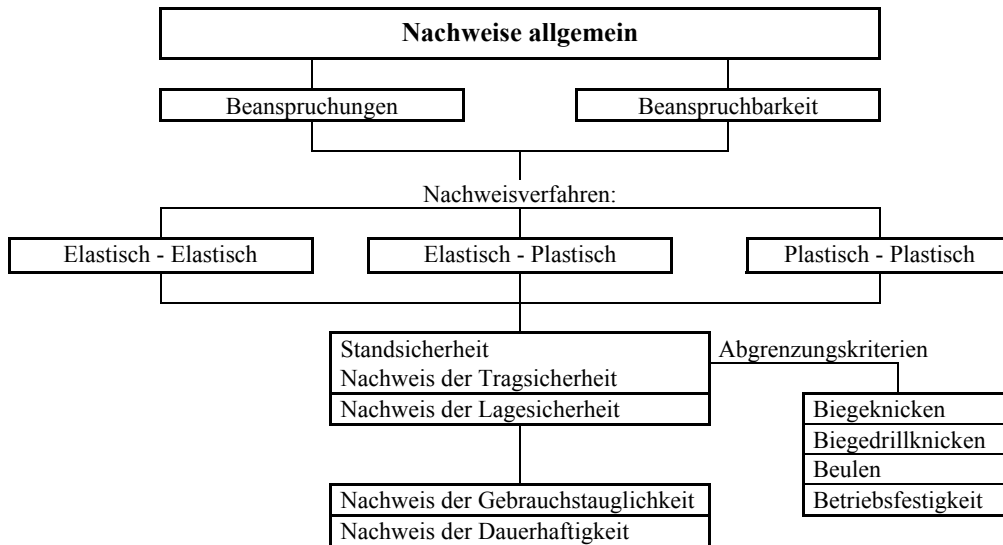 Nachweise allgemein
Beanspruchungen
Beanspruchbarkeit
Nachweisverfahren:
Elastisch - Elastisch
Elastisch - Plastisch
Plastisch - Plastisch
Standsicherheit
Nachweis der Tragsicherheit
Nachweis der Lagesicherheit
Abgrenzungskriterien
Biegeknicken
Biegedrillknicken
Beulen
Betriebsfestigkeit
Nachweis der Gebrauchstauglichkeit
Nachweis der Dauerhaftigkeit